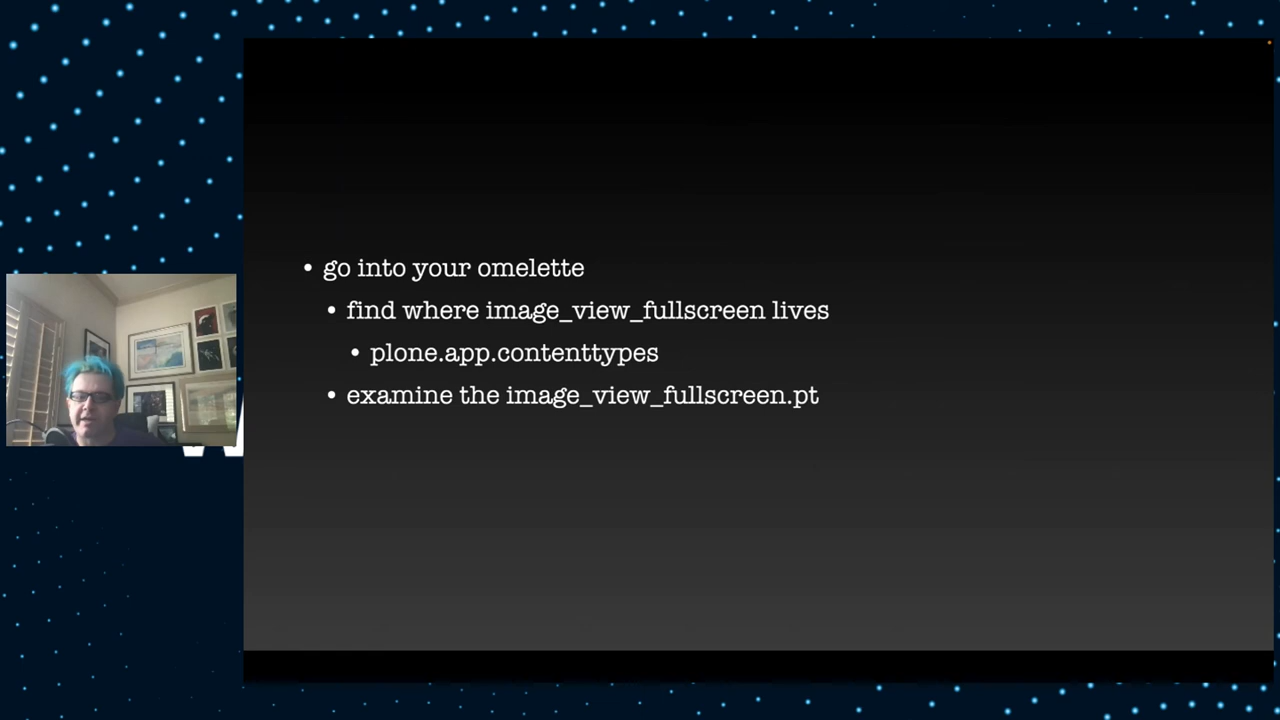 • go into your omelette
• find where image_view_fullscreen lives
• plone.app.contenttypes
• examine the image_view_fullscreen.pt